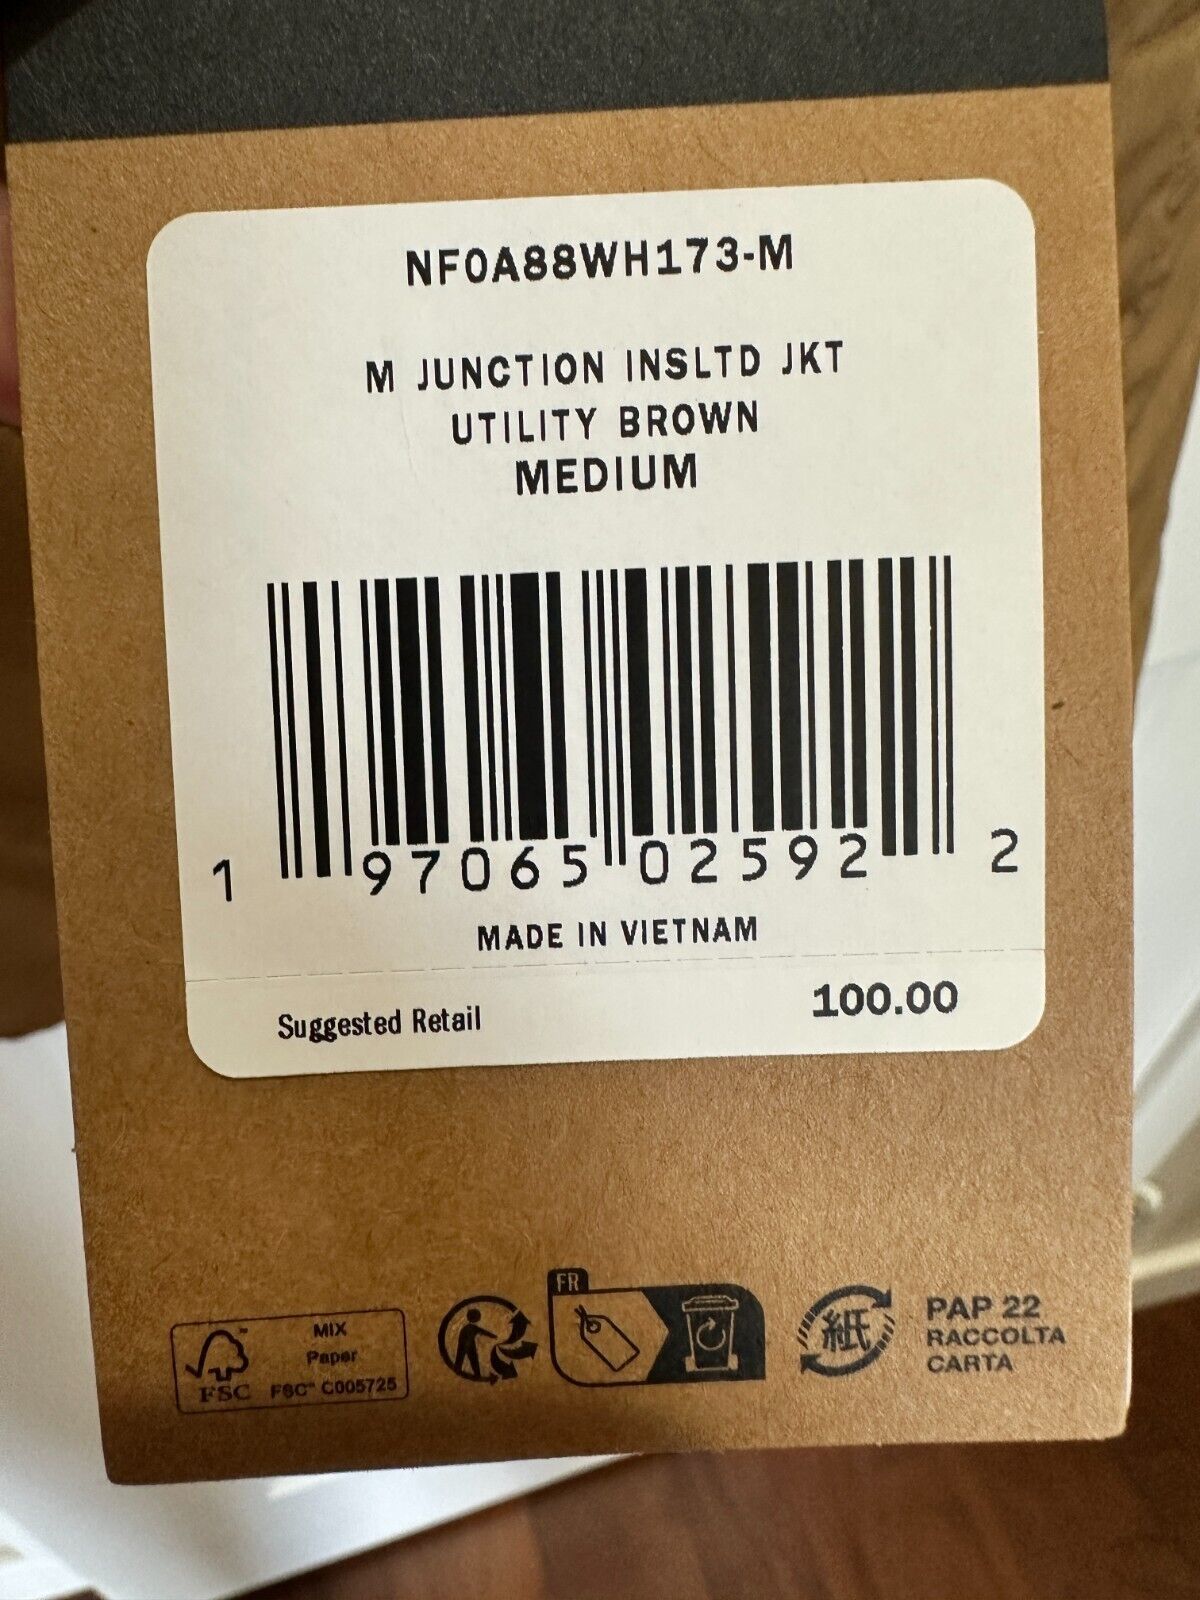 NF0A88WH173-M
M JUNCTION INSLTD JKT
UTILITY BROWN
MEDIUM
1 97065 02592 2
MADE IN VIETNAM
Suggested Retail 100.00
FSC
MIX
Paper
FSC™ C005725
FR
紙
PAP 22
RACCOLTA
CARTA